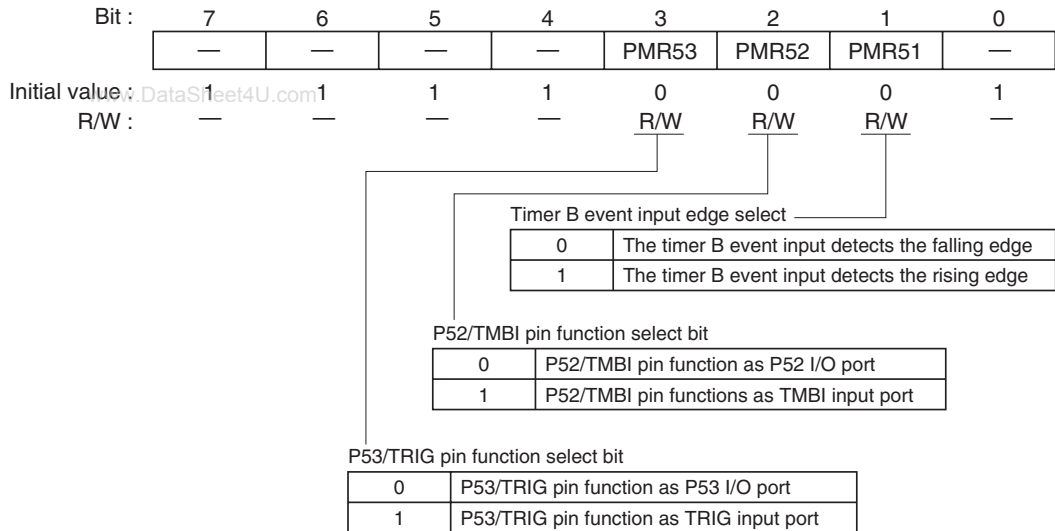 Bit : 7 6 5 4 3 2 1 0
— — — — PMR53 PMR52 PMR51 —
Initial value : 1 1 1 1 0 0 0 1
www.DataSheet4U.com
R/W : — — — — R/W R/W R/W —
Timer B event input edge select
0 The timer B event input detects the falling edge
1 The timer B event input detects the rising edge
P52/TMBI pin function select bit
0 P52/TMBI pin function as P52 I/O port
1 P52/TMBI pin functions as TMBI input port
P53/TRIG pin function select bit
0 P53/TRIG pin function as P53 I/O port
1 P53/TRIG pin function as TRIG input port